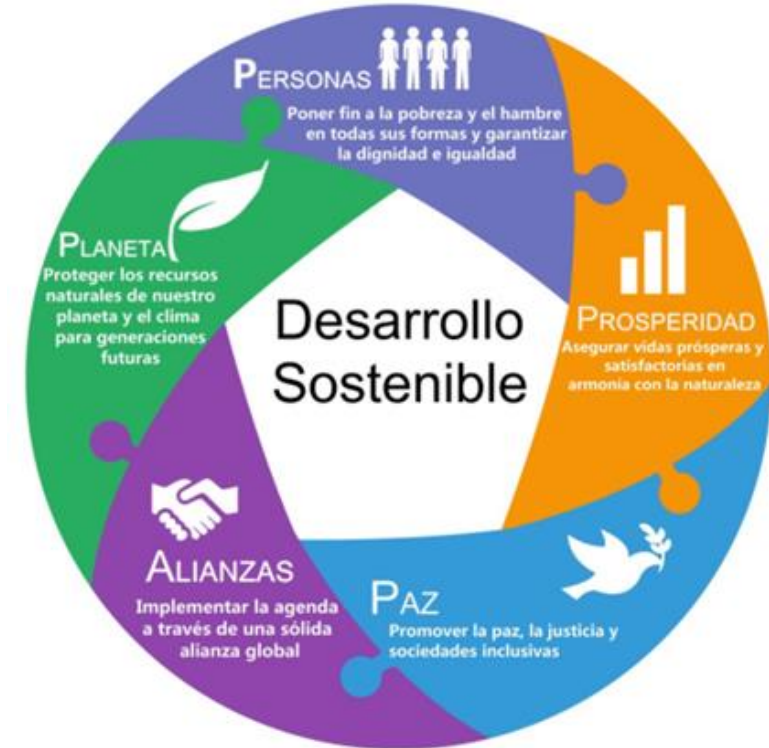 PERSONAS
Poner fin a la pobreza y el hambre
en todas sus formas y garantizar
la dignidad e igualdad
PROSPERIDAD
Asegurar vidas prósperas y
satisfactorias en
armonía con la naturaleza
PAZ
Promover la paz, la justicia y
sociedades inclusivas
ALIANZAS
Implementar la agenda
a través de una sólida
alianza global
PLANETA
Proteger los recursos
naturales de nuestro
planeta y el clima
para generaciones
futuras
Desarrollo
Sostenible